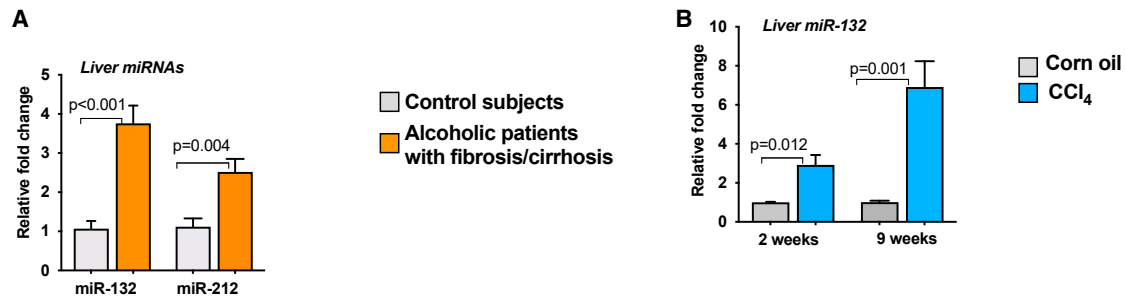 A
Liver miRNAs
Relative fold change
5
4
3
2
1
0
p<0.001
p=0.004
miR-132
miR-212
Control subjects
Alcoholic patients
with fibrosis/cirrhosis
B
Liver miR-132
Relative fold change
10
8
6
4
2
0
p=0.012
p=0.001
2 weeks
9 weeks
Corn oil
CCl₄